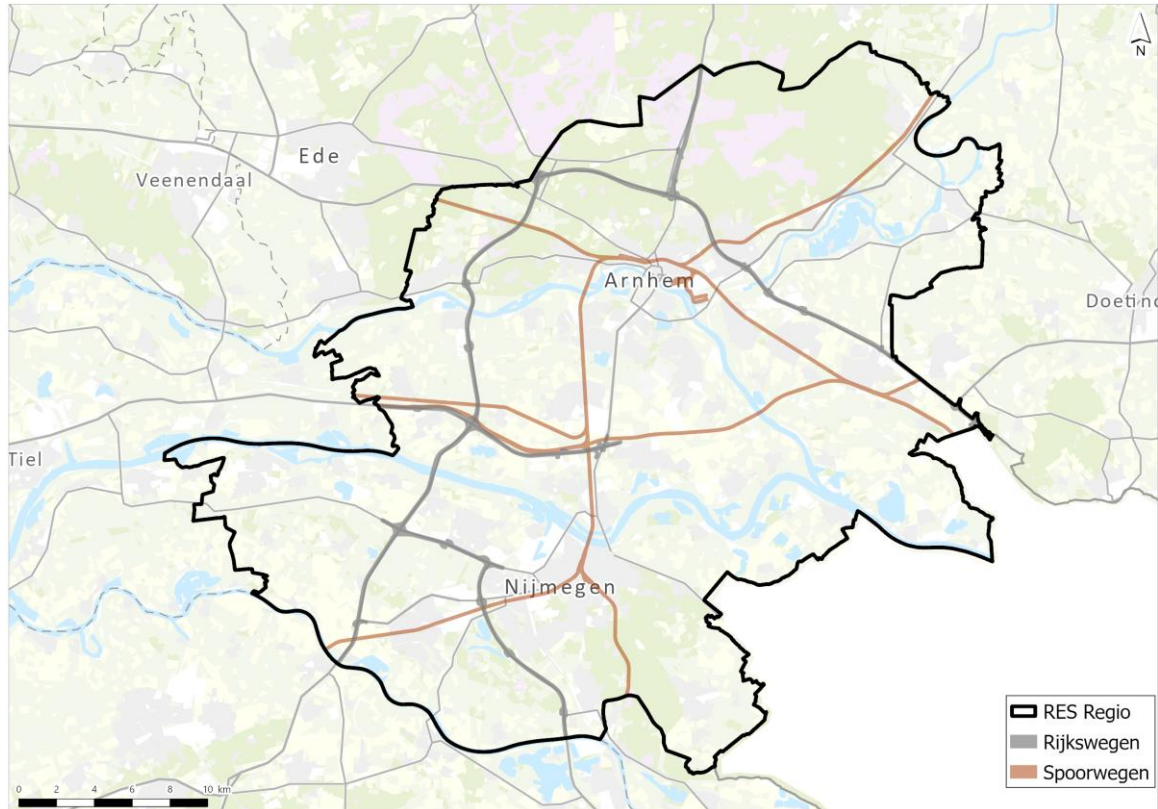 N
Ede
Veenendaal
Arnhem
Doetinc
Tiel
Nijmegen
RES Regio
Rijkswegen
Spoorwegen
0 2 4 6 8 10 km